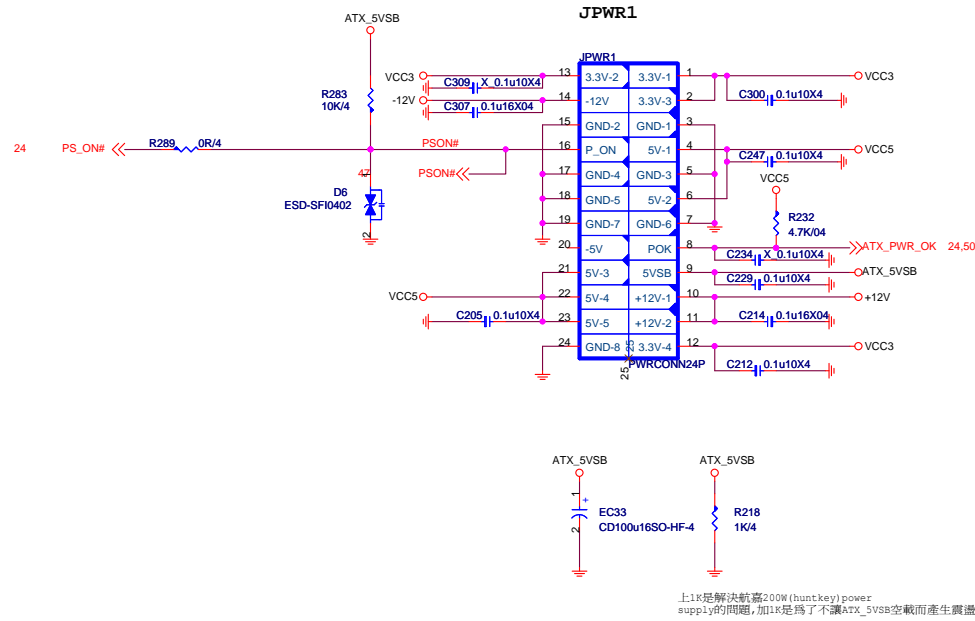 JPWR1
ATX_5VSB
JPWR1
VCC3
C309 X_0.1u10X4
13 3.3V-2 3.3V-1 1
VCC3
R283
10K/4
-12V
C307 0.1u16X04
14 -12V 3.3V-3 2
C300 0.1u10X4
15 GND-2 GND-1 3
24 PS_ON# R289 0R/4 PSON# 16 P_ON 5V-1 4 VCC5
C247 0.1u10X4
PSON#
17 GND-4 GND-3 5
VCC5
D6
ESD-SFI0402
2
18 GND-5 5V-2 6
19 GND-7 GND-6 7
R232
4.7K/04
20 -5V POK 8 ATX_PWR_OK 24,50
C234 X_0.1u10X4
21 5V-3 5VSB 9 ATX_5VSB
C229 0.1u10X4
VCC5 22 5V-4 +12V-1 10 +12V
C205 0.1u10X4 23 5V-5 +12V-2 11 C214 0.1u16X04
24 GND-8 3.3V-4 12 VCC3
25
25
PWRCONN24P
C212 0.1u10X4
ATX_5VSB ATX_5VSB
1
+
EC33
CD100u16SO-HF-4
2
R218
1K/4
上1K是解決航嘉200W(huntkey)power
supply的問題,加1K是為了不讓ATX_5VSB空載而產生震盪